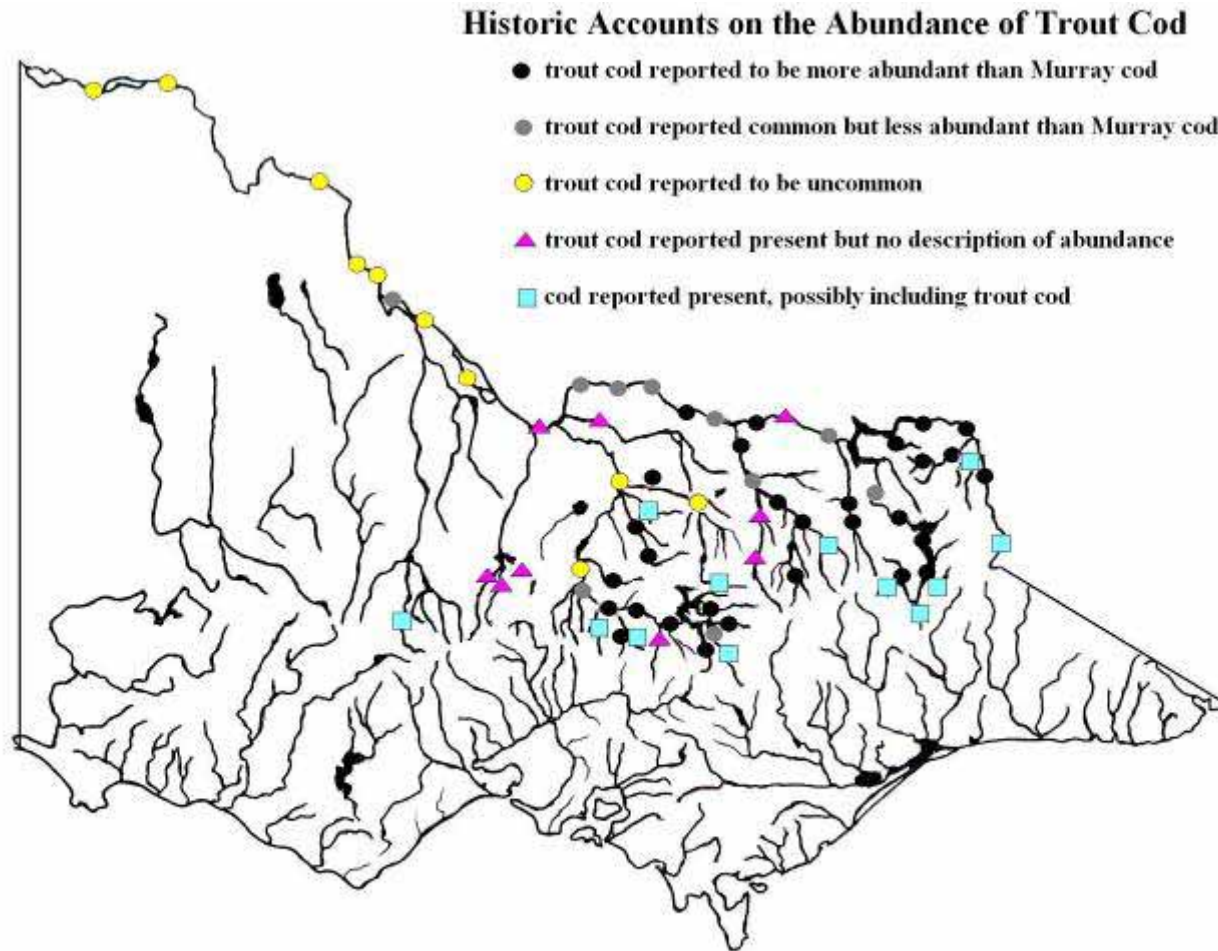 Historic Accounts on the Abundance of Trout Cod
trout cod reported to be more abundant than Murray cod
trout cod reported common but less abundant than Murray cod
trout cod reported to be uncommon
trout cod reported present but no description of abundance
cod reported present, possibly including trout cod